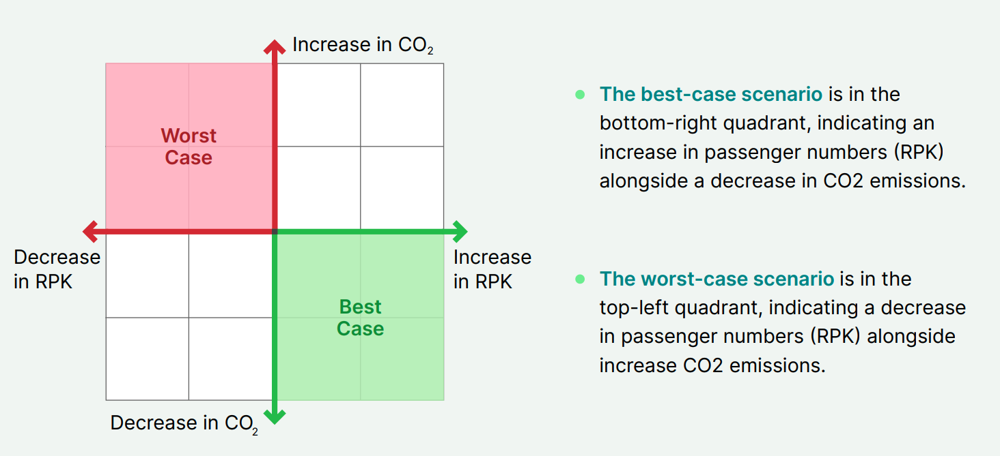 Increase in CO₂
Worst
Case
Decrease
in RPK
Increase
in RPK
Best
Case
Decrease in CO₂
The best-case scenario is in the
bottom-right quadrant, indicating an
increase in passenger numbers (RPK)
alongside a decrease in CO2 emissions.
The worst-case scenario is in the
top-left quadrant, indicating a decrease
in passenger numbers (RPK) alongside
increase CO2 emissions.